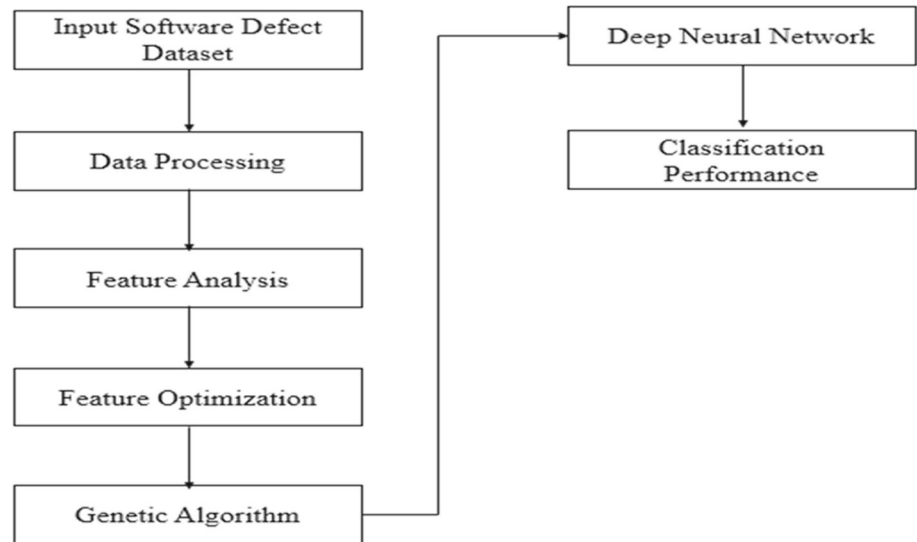 Input Software Defect
Dataset
Data Processing
Feature Analysis
Feature Optimization
Genetic Algorithm
Deep Neural Network
Classification
Performance